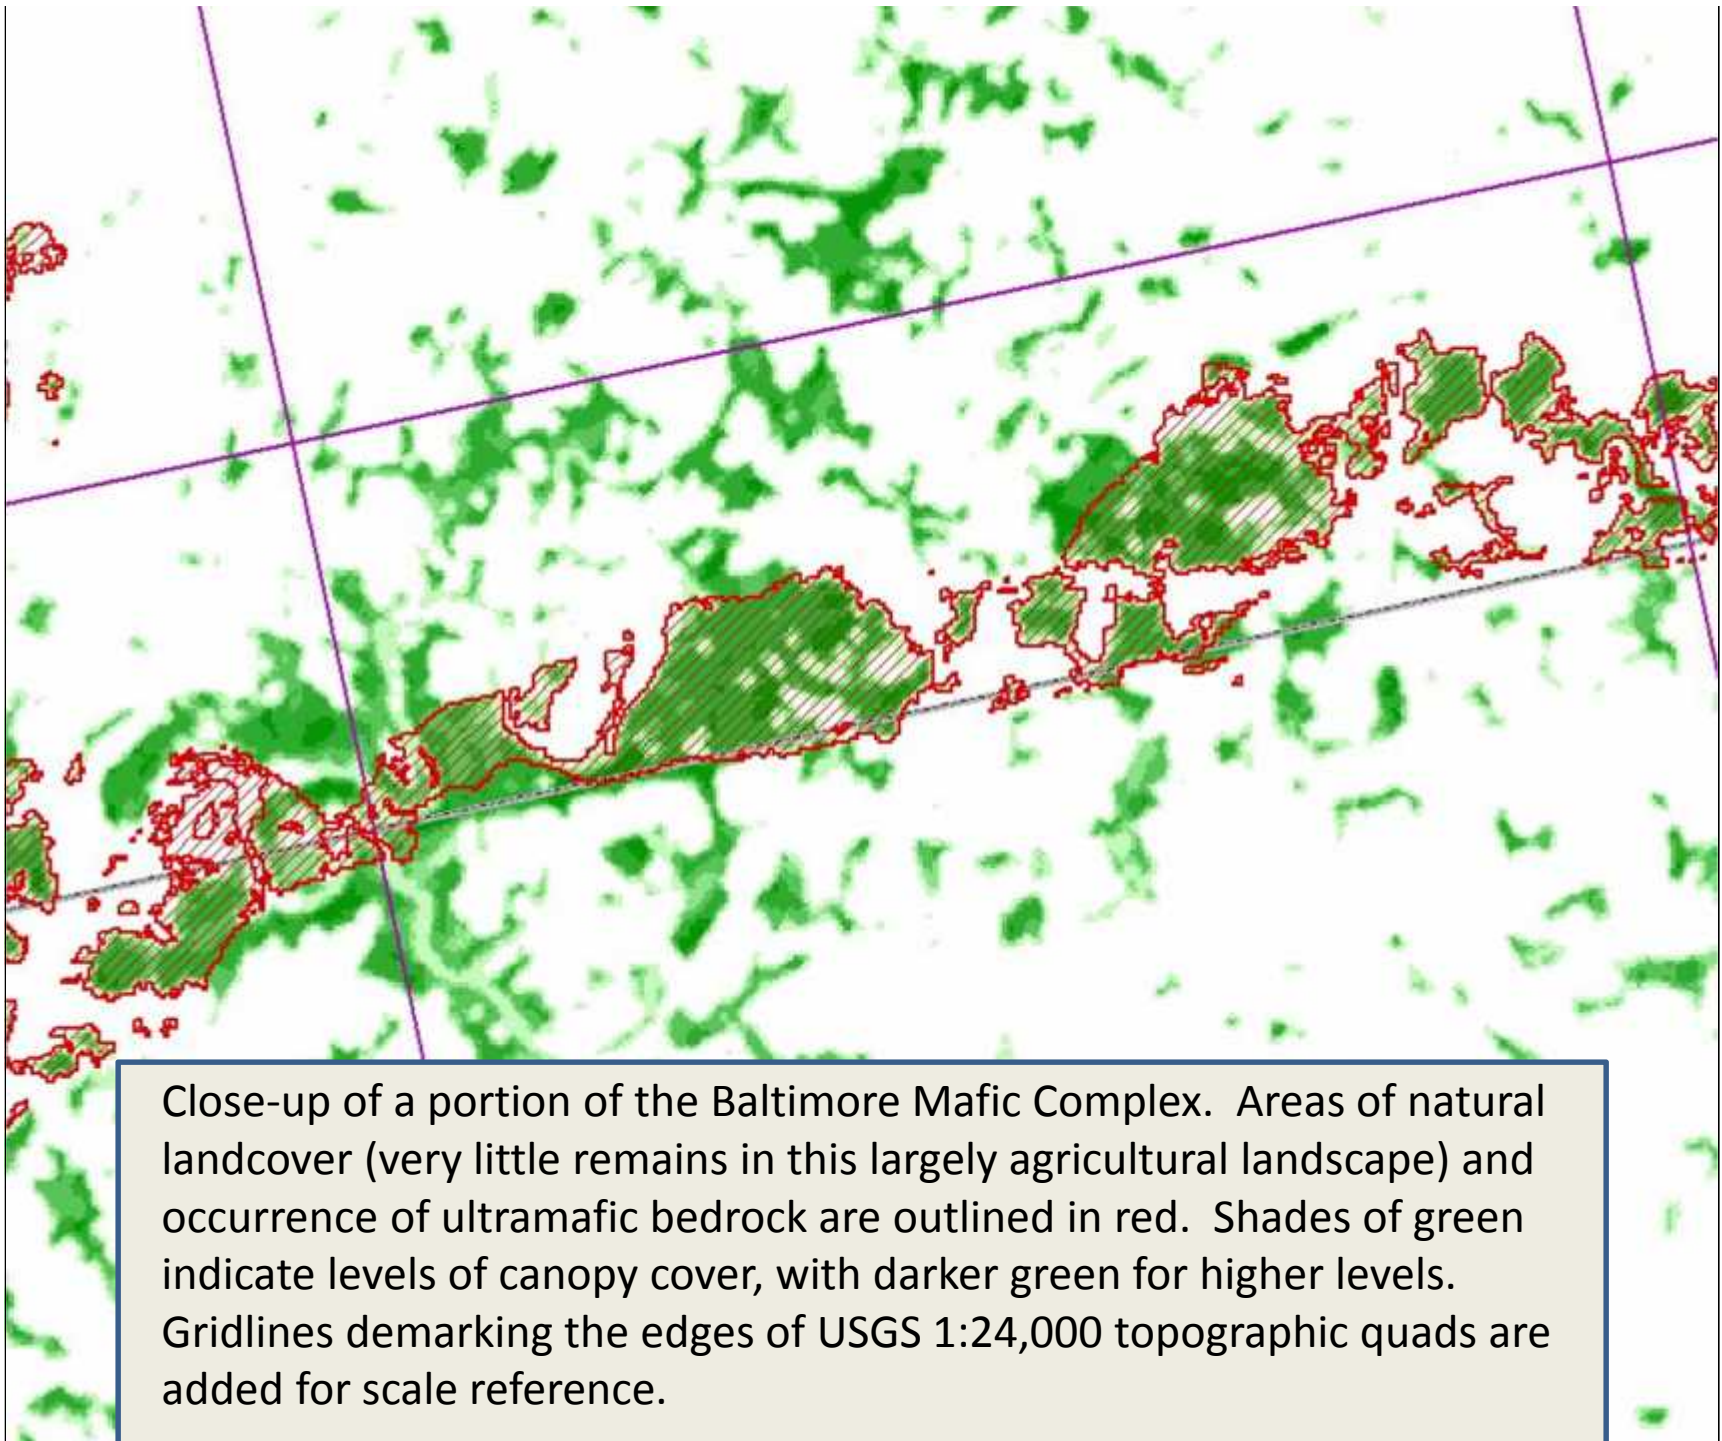 Close-up of a portion of the Baltimore Mafic Complex.  Areas of natural
landcover (very little remains in this largely agricultural landscape) and
occurrence of ultramafic bedrock are outlined in red.  Shades of green
indicate levels of canopy cover, with darker green for higher levels.
Gridlines demarking the edges of USGS 1:24,000 topographic quads are
added for scale reference.